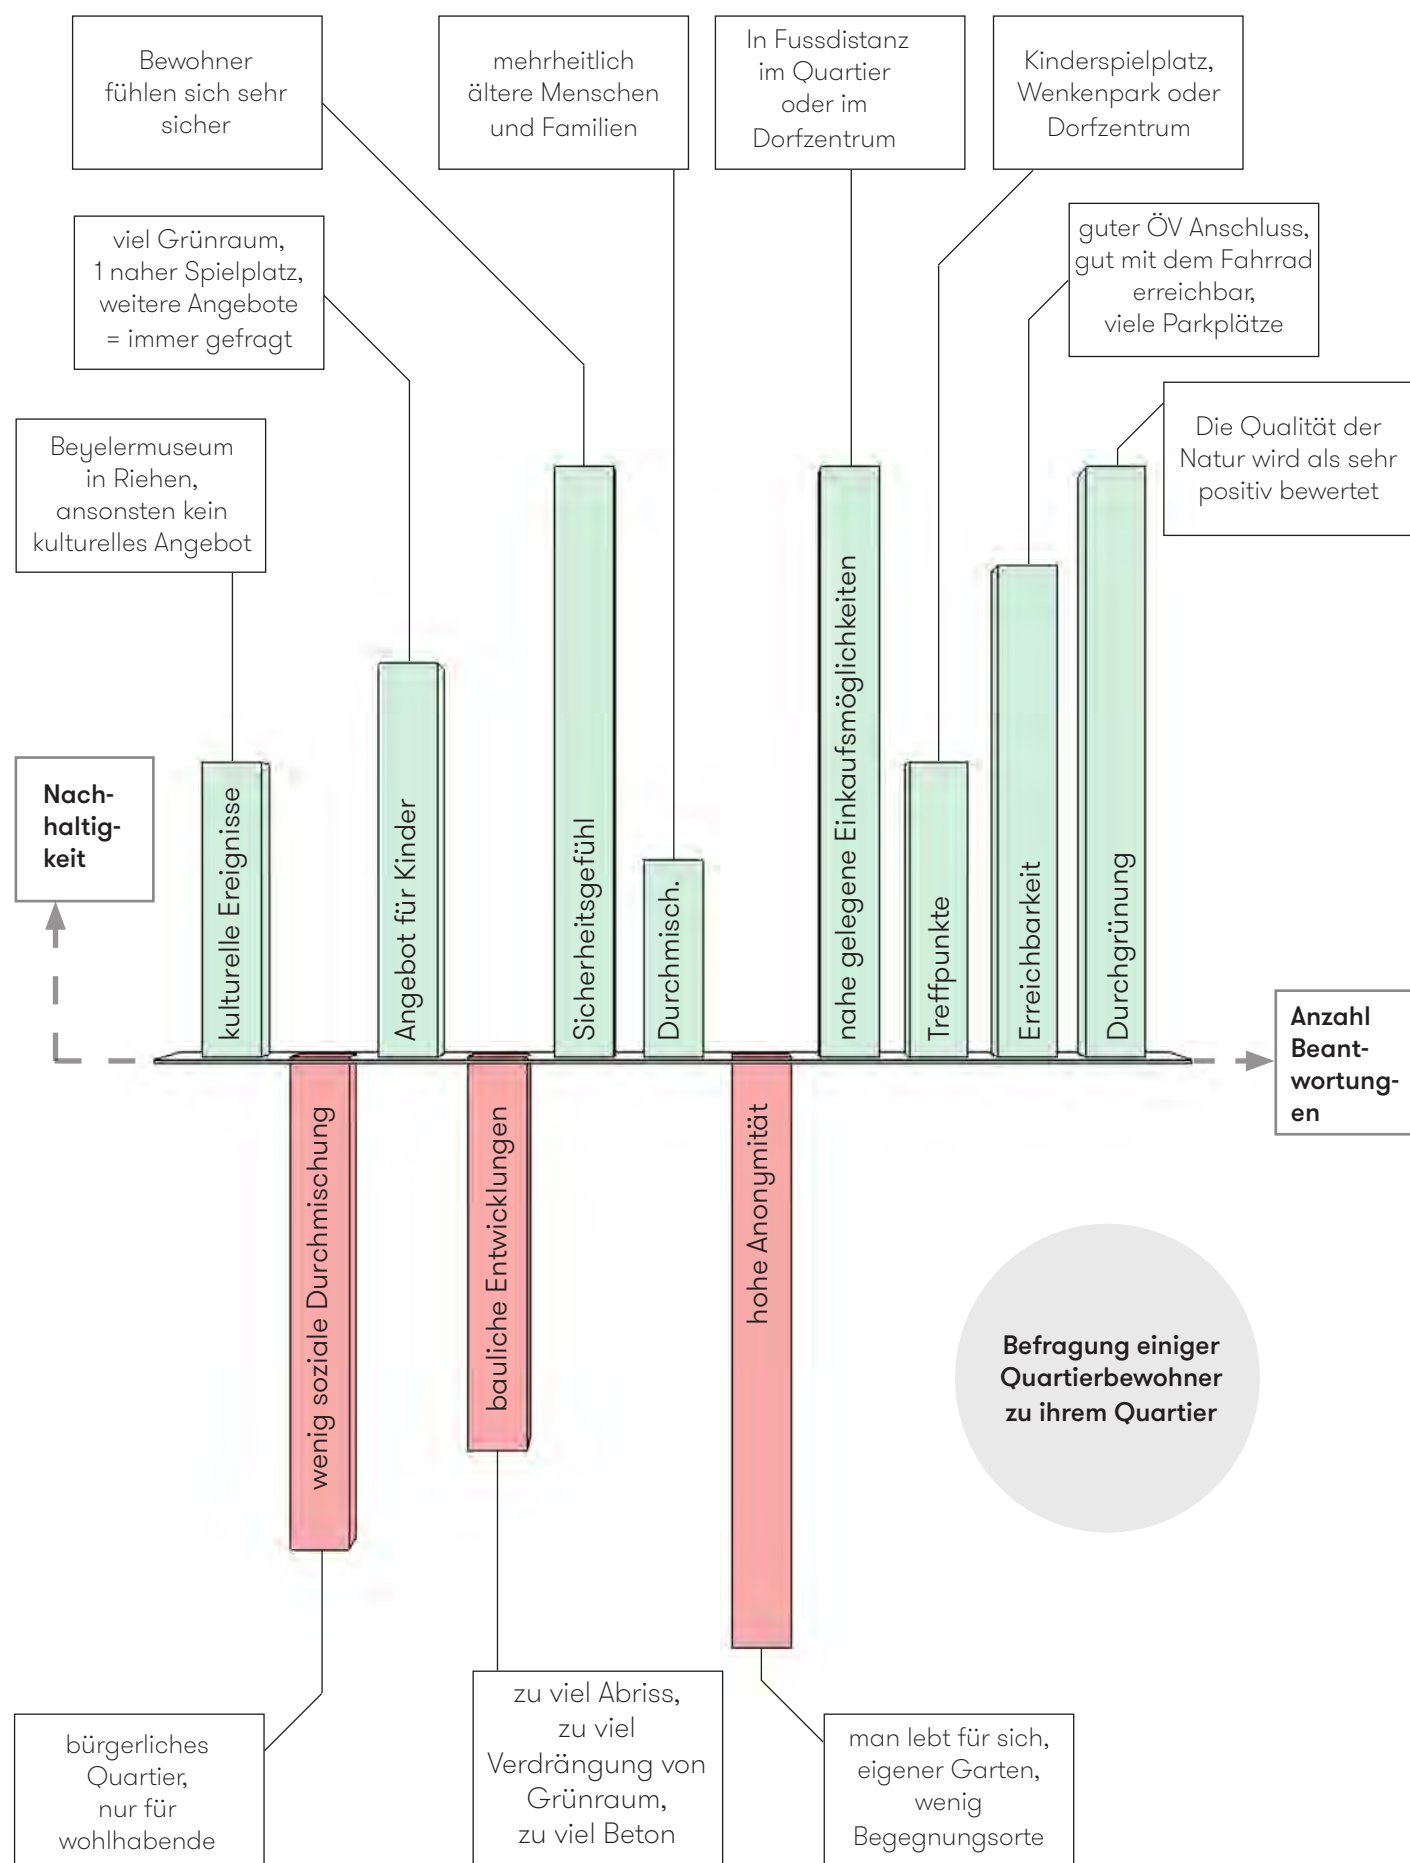 Bewohner
fühlen sich sehr
sicher
mehrheitlich
ältere Menschen
und Familien
In Fussdistanz
im Quartier
oder im
Dorfzentrum
Kinderspielplatz,
Wenkenpark oder
Dorfzentrum
viel Grünraum,
1 naher Spielplatz,
weitere Angebote
= immer gefragt
guter ÖV Anschluss,
gut mit dem Fahrrad
erreichbar,
viele Parkplätze
Beyelermuseum
in Riehen,
ansonsten kein
kulturelles Angebot
Die Qualität der
Natur wird als sehr
positiv bewertet
Nach-
haltig-
keit
kulturelle Ereignisse
wenig soziale Durchmischung
Angebot für Kinder
bauliche Entwicklungen
Sicherheitsgefühl
Durchmisch.
hohe Anonymität
nahe gelegene Einkaufsmöglichkeiten
Treffpunkte
Erreichbarkeit
Durchgrünung
Anzahl
Beant-
wortung-
en
Befragung einiger
Quartierbewohner
zu ihrem Quartier
bürgerliches
Quartier,
nur für
wohlhabende
zu viel Abriss,
zu viel
Verdrängung von
Grünraum,
zu viel Beton
man lebt für sich,
eigener Garten,
wenig
Begegnungsorte